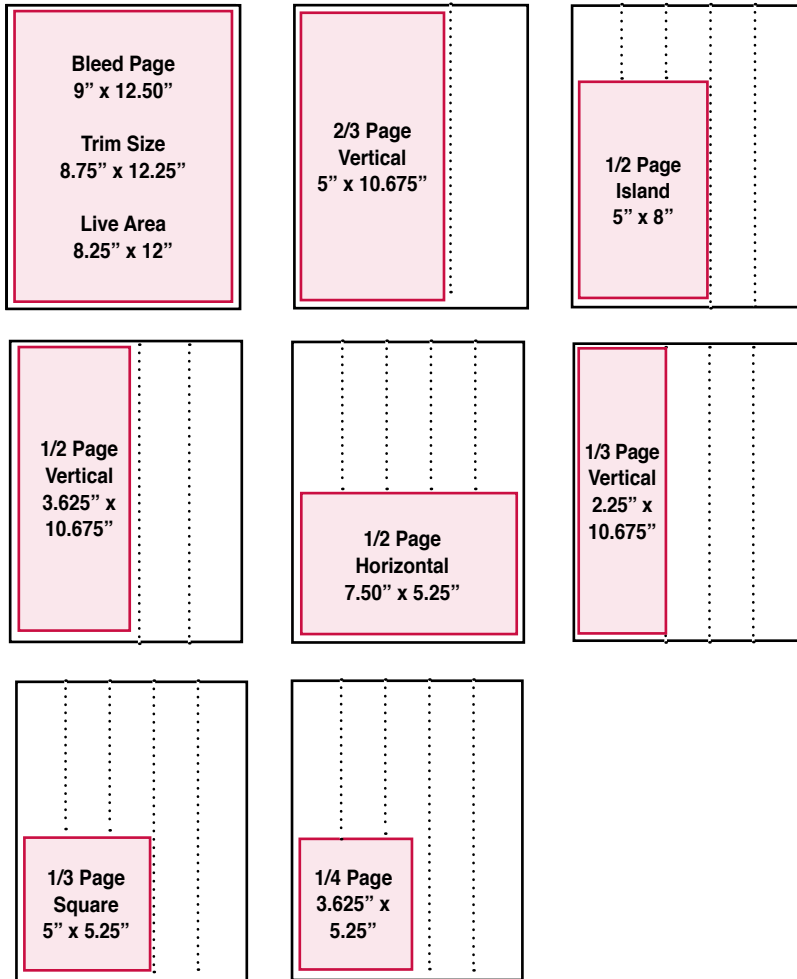 Bleed Page
9” x 12.50”
Trim Size
8.75” x 12.25”
Live Area
8.25” x 12”
2/3 Page
Vertical
5” x 10.675”
1/2 Page
Island
5” x 8”
1/2 Page
Vertical
3.625” x
10.675”
1/2 Page
Horizontal
7.50” x 5.25”
1/3 Page
Vertical
2.25” x
10.675”
1/3 Page
Square
5” x 5.25”
1/4 Page
3.625” x
5.25”